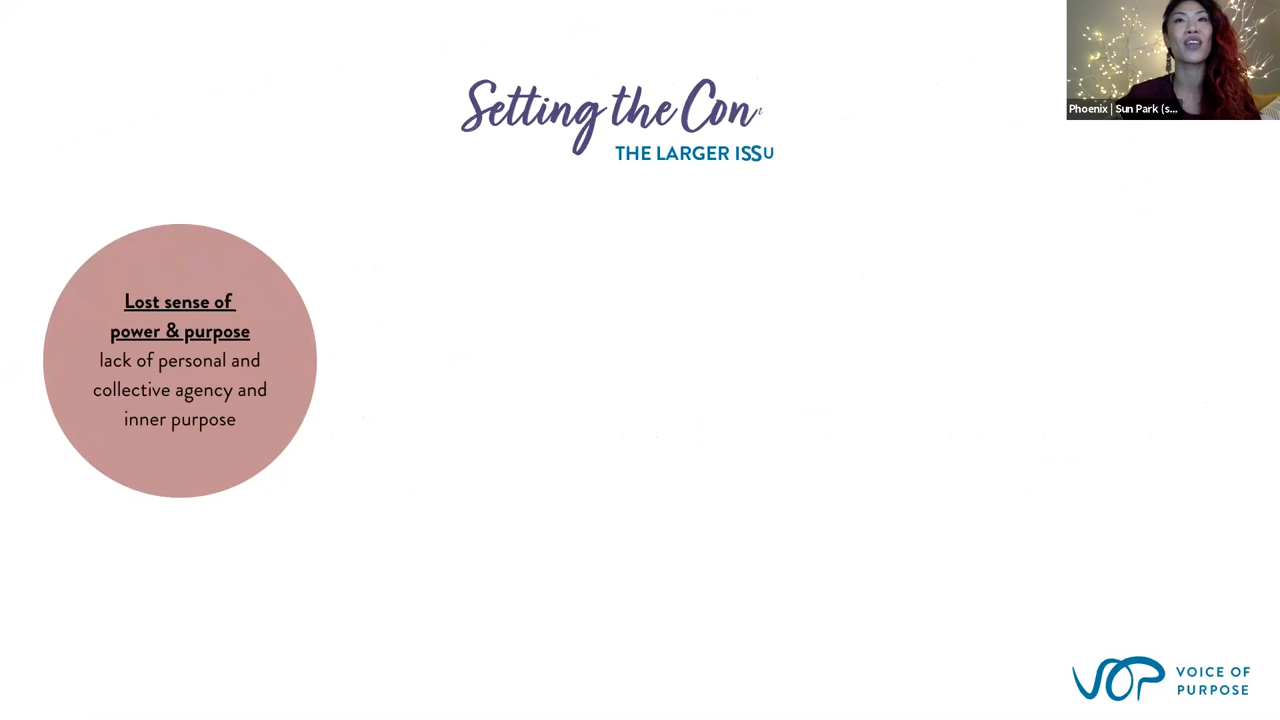 Setting the Con
THE LARGER ISSU
Phoenix | Sun Park (s...
Lost sense of
power & purpose
lack of personal and
collective agency and
inner purpose
VOP
VOICE OF
PURPOSE